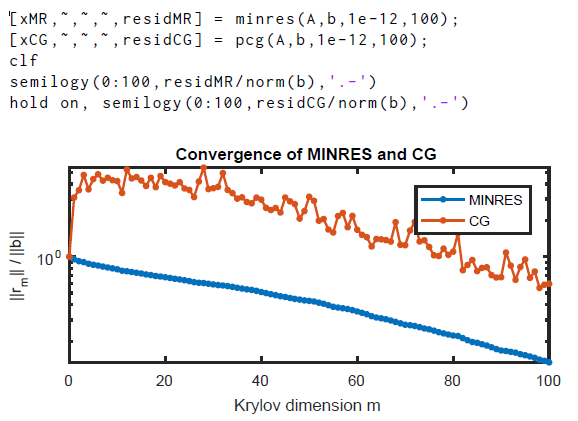 [xMR,~,~,~,residMR] = minres(A,b,1e-12,100);
[xCG,~,~,~,residCG] = pcg(A,b,1e-12,100);
clf
semilogy(0:100,residMR/norm(b),'.-')
hold on, semilogy(0:100,residCG/norm(b),'.-')
Convergence of MINRES and CG
MINRES
CG
||r_m|| / ||b||
10^0
0 20 40 60 80 100
Krylov dimension m